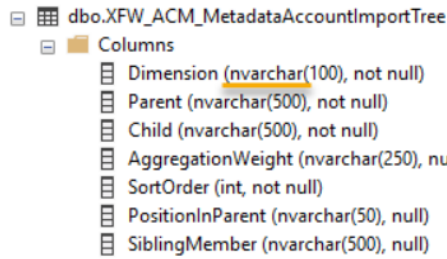 dbo.XFW_ACM_MetadataAccountImportTree
Columns
Dimension (nvarchar(100), not null)
Parent (nvarchar(500), not null)
Child (nvarchar(500), not null)
AggregationWeight (nvarchar(250), nu
SortOrder (int, not null)
PositionInParent (nvarchar(50), null)
SiblingMember (nvarchar(500), null)